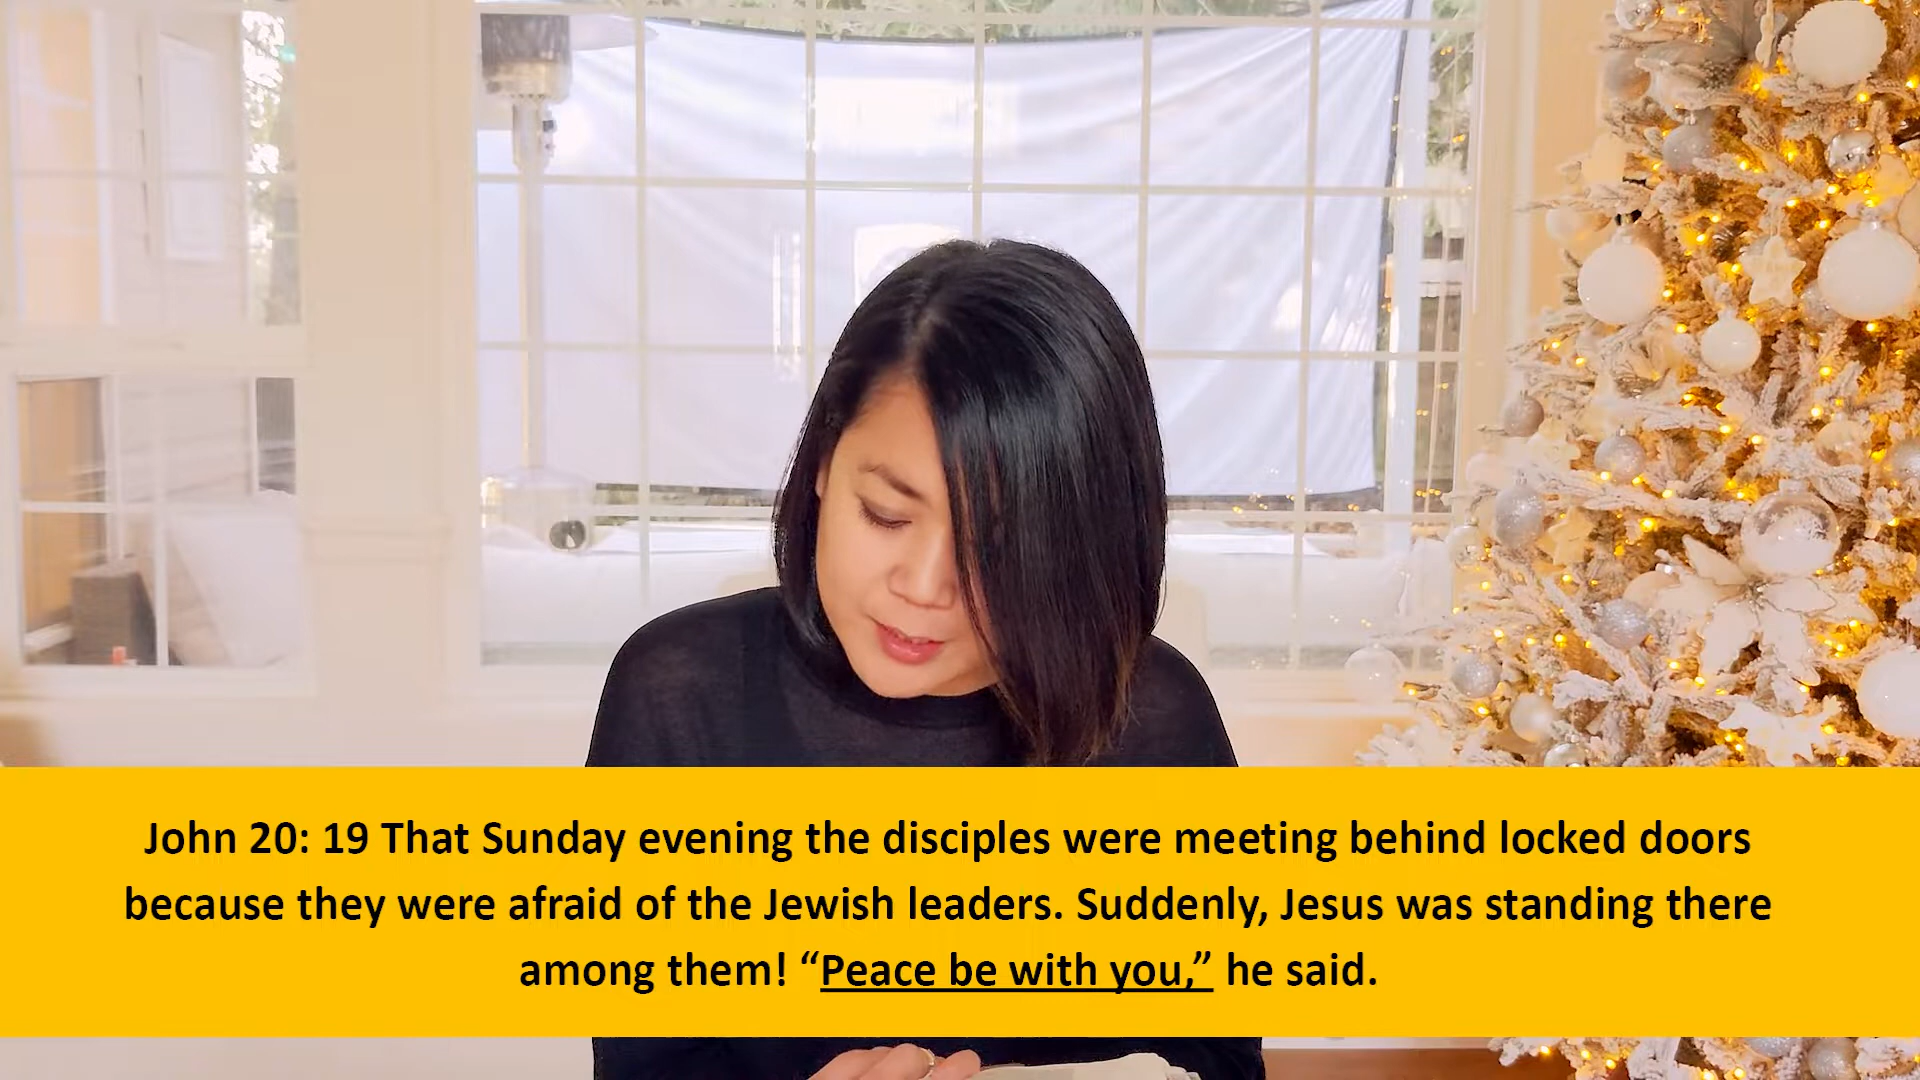 John 20: 19 That Sunday evening the disciples were meeting behind locked doors
because they were afraid of the Jewish leaders. Suddenly, Jesus was standing there
among them! “Peace be with you,” he said.